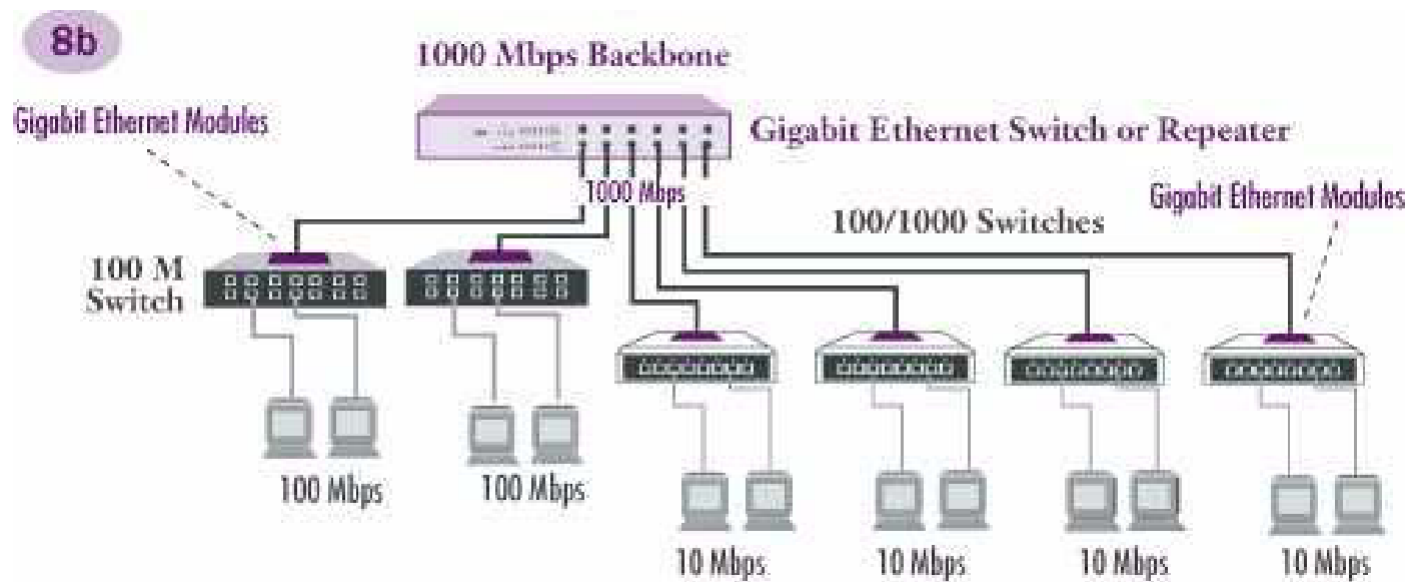 8b
1000 Mbps Backbone
Gigabit Ethernet Modules
Gigabit Ethernet Switch or Repeater
1000 Mbps
Gigabit Ethernet Modules
100/1000 Switches
100 M
Switch
100 Mbps
100 Mbps
10 Mbps
10 Mbps
10 Mbps
10 Mbps